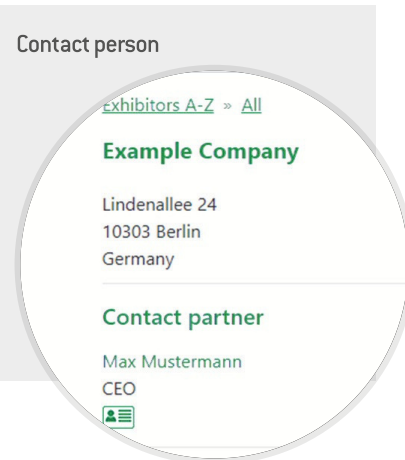 Contact person
Exhibitors A-Z » All
Example Company
Lindenallee 24
10303 Berlin
Germany
Contact partner
Max Mustermann
CEO